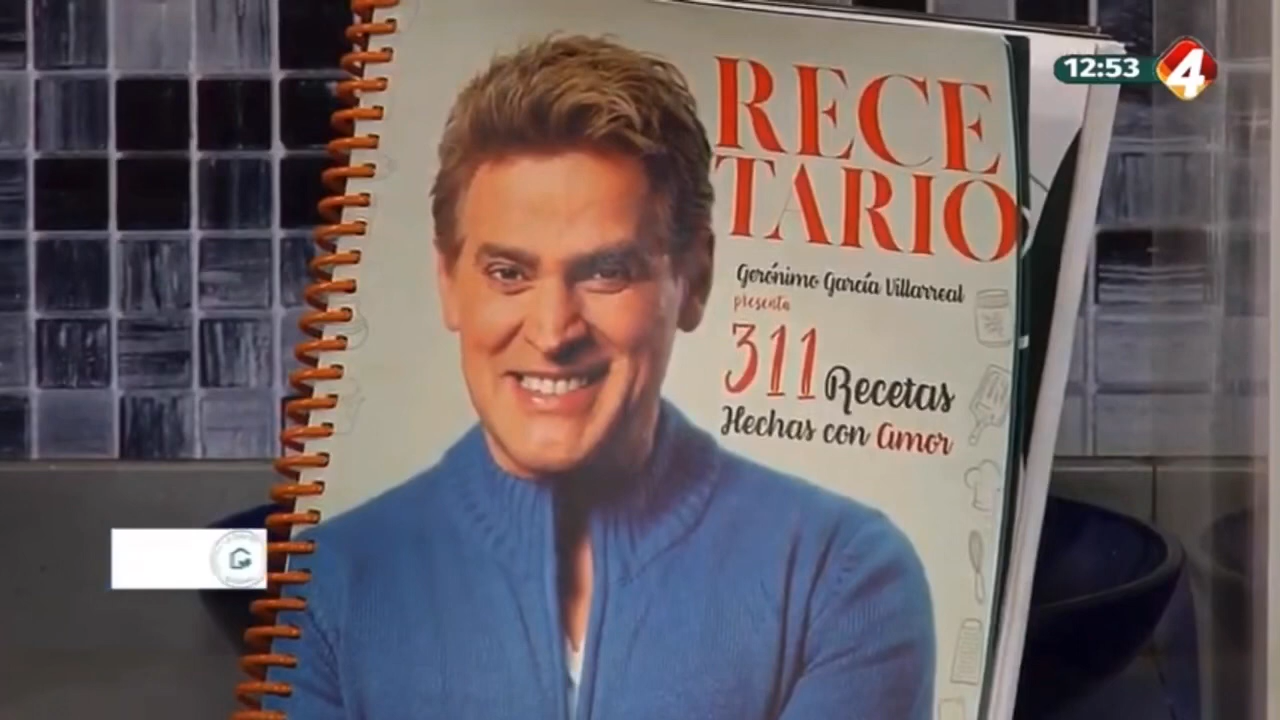 12:53
4
RECE
TARIO
Gerónimo García Villarreal
presenta
311 Recetas
Hechas con amor
G